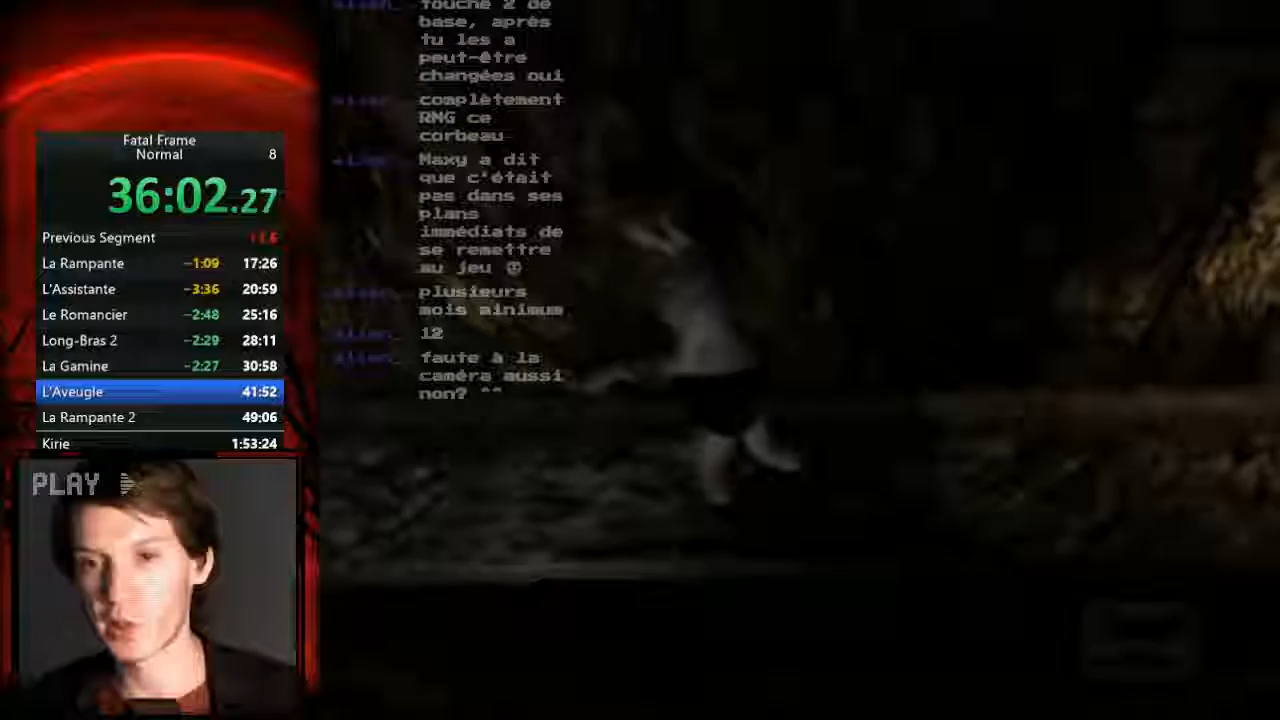 Fatal Frame
Normal 8
36:02.27
Previous Segment
La Rampante −1:09 17:26
L'Assistante −3:36 20:59
Le Romancier −2:48 25:16
Long-Bras 2 −2:29 28:11
La Gamine −2:27 30:58
L'Aveugle 41:52
La Rampante 2 49:06
Kirie 1:53:24
PLAY
touche 2 de
base, après
tu les a
peut-être
changées oui
complètement
RNG ce
corbeau
Maxy a dit
que c'était
pas dans ses
plans
immédiats de
se remettre
au jeu
plusieurs
mois minimum
12
faute à la
caméra aussi
non? ^^